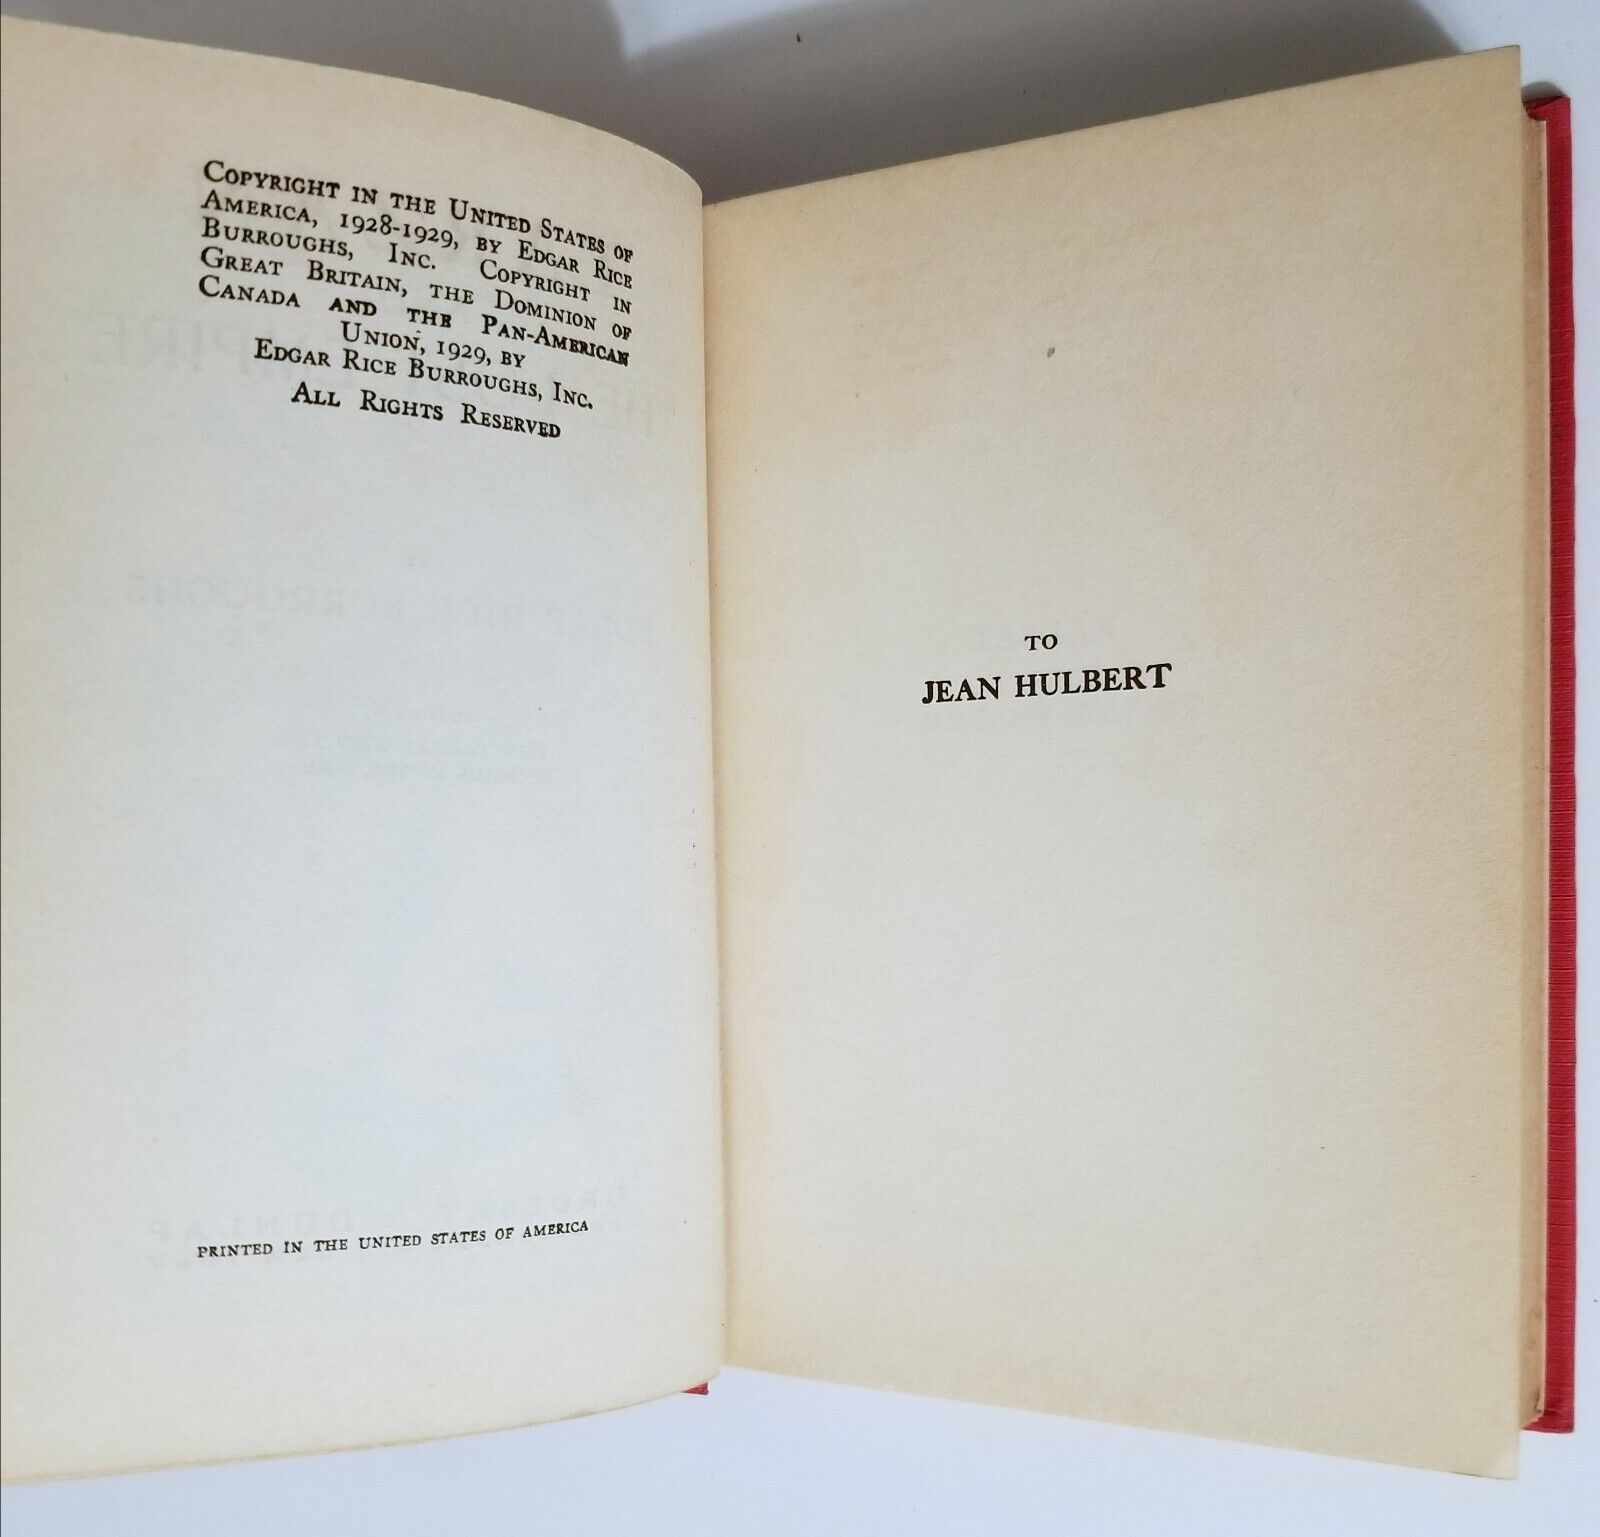 COPYRIGHT IN THE UNITED STATES OF
AMERICA, 1928-1929, BY EDGAR RICE
BURROUGHS, INC. COPYRIGHT IN
GREAT BRITAIN, THE DOMINION OF
CANADA AND THE PAN-AMERICAN
UNION, 1929, BY
EDGAR RICE BURROUGHS, INC.
ALL RIGHTS RESERVED
PRINTED IN THE UNITED STATES OF AMERICA
TO
JEAN HULBERT